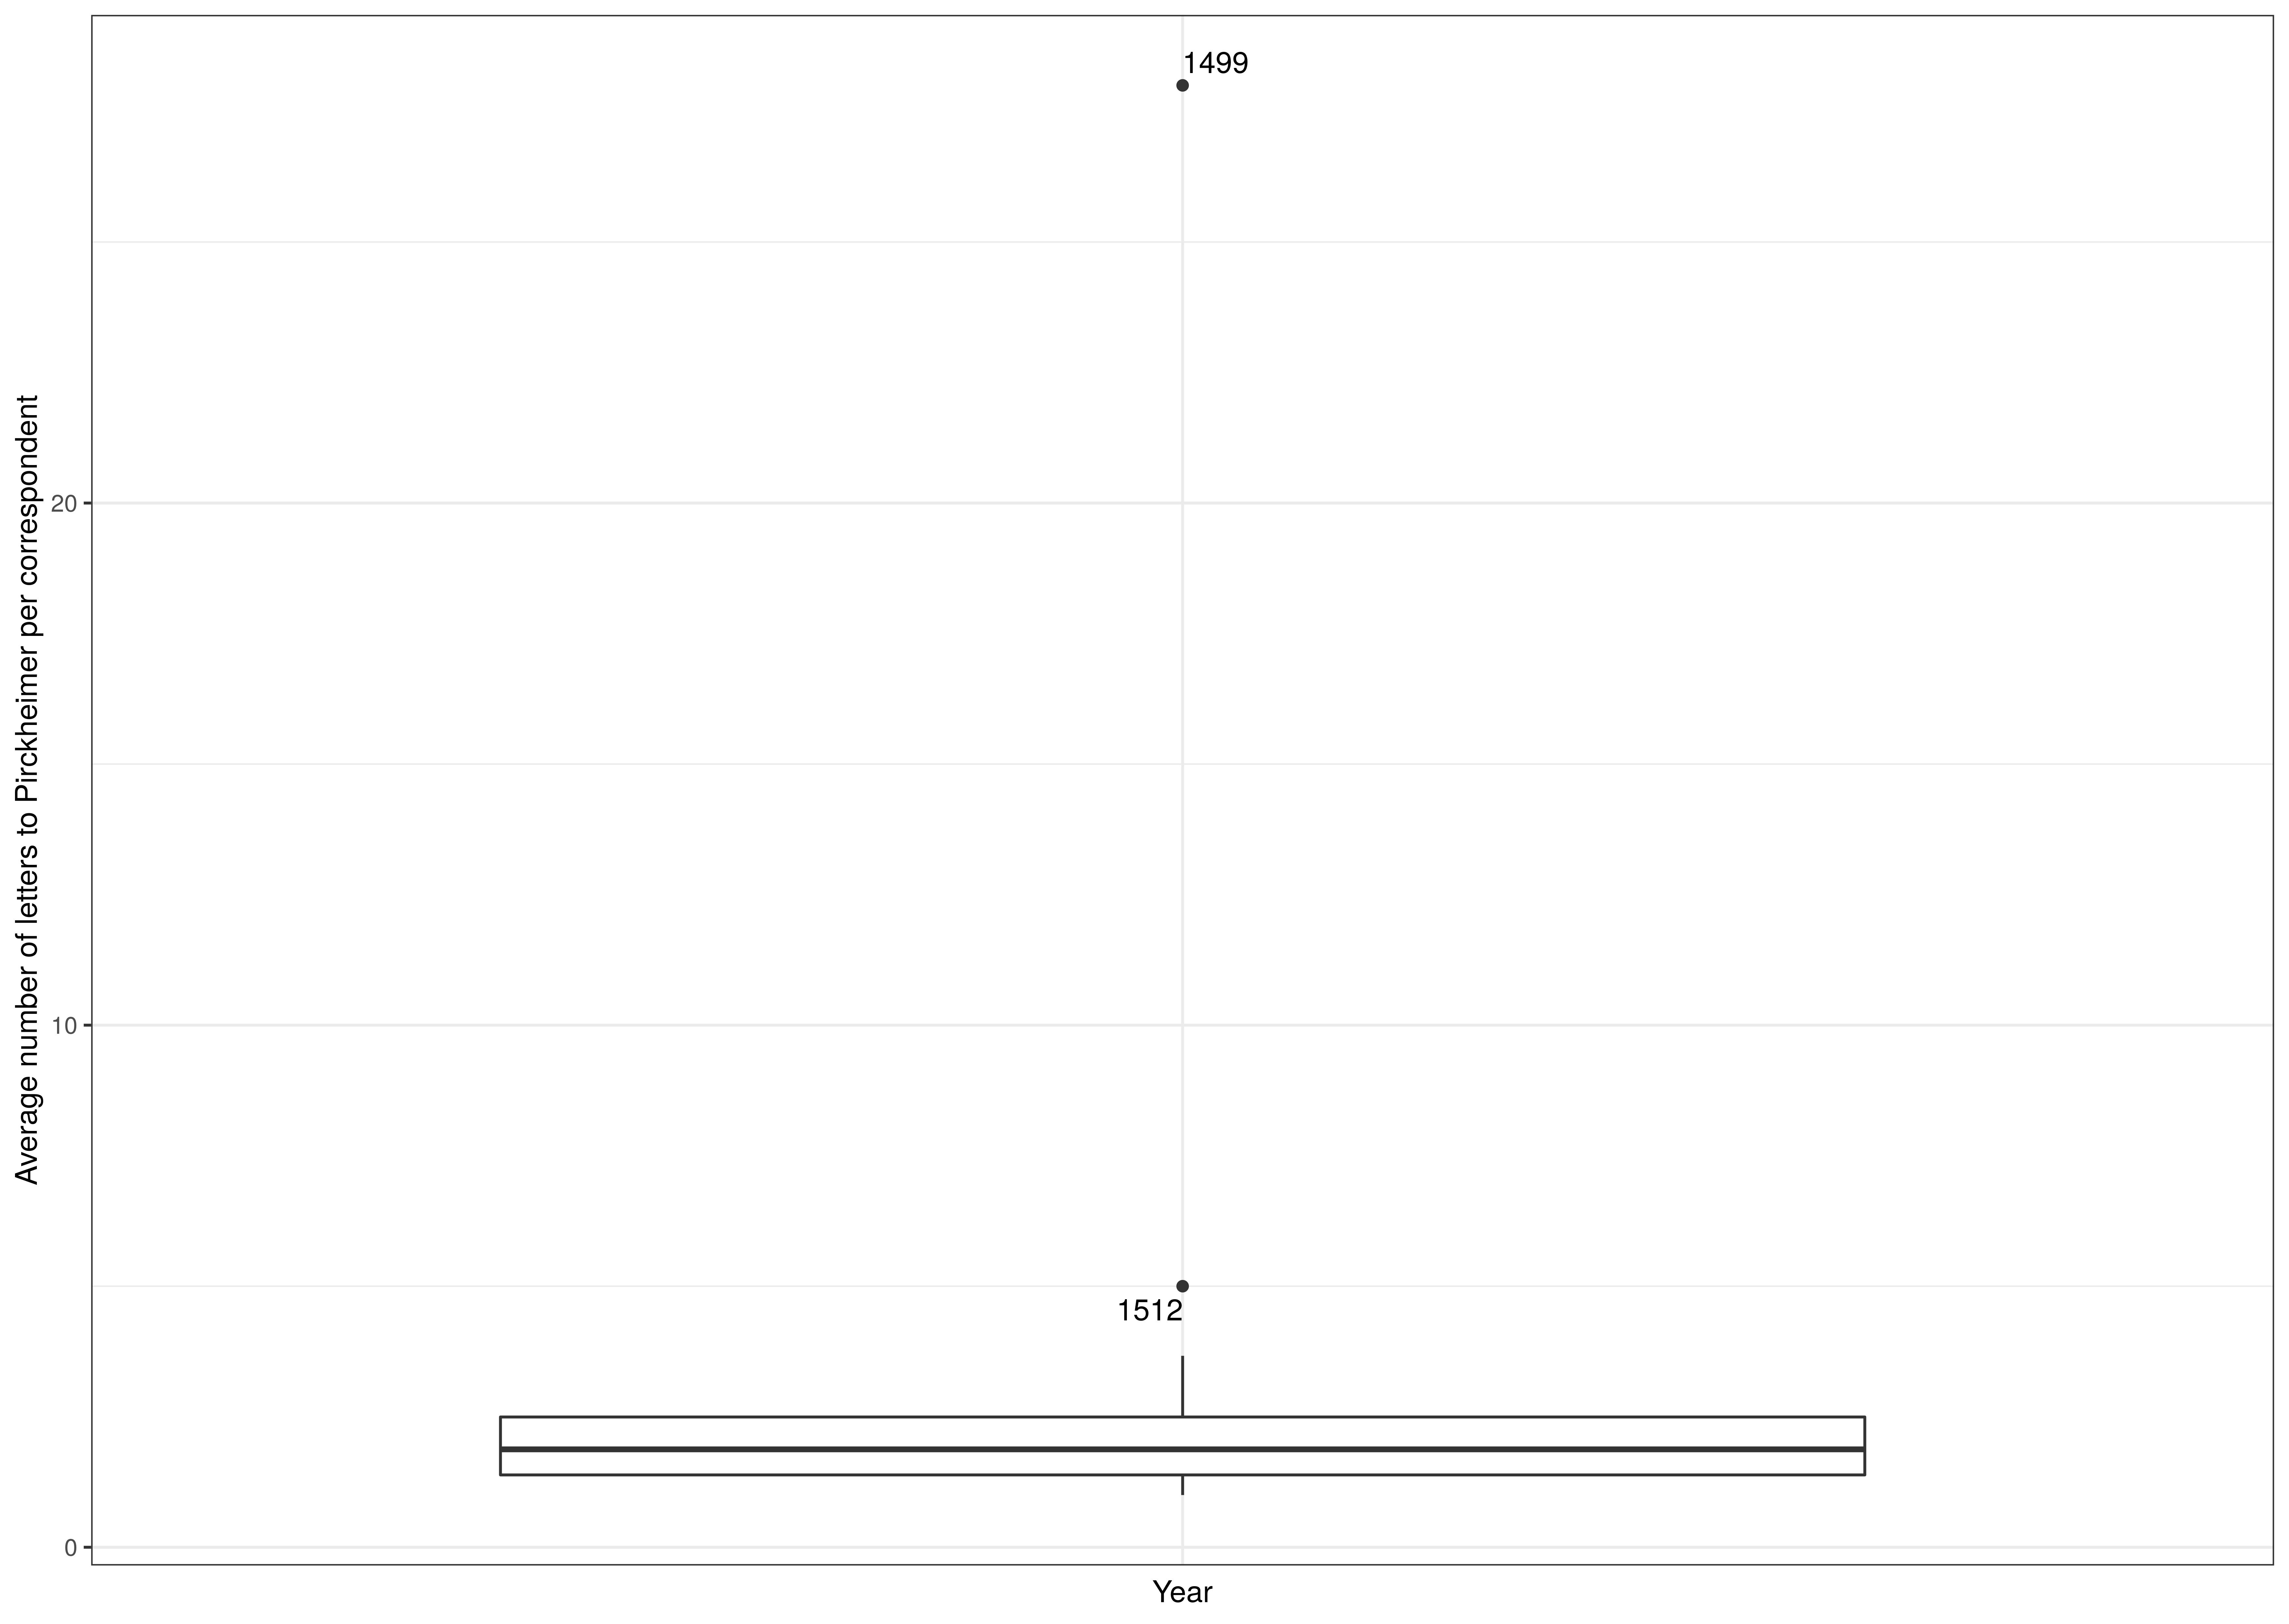 1499
Average number of letters to Pirckheimer per correspondent
20
10
1512
0
Year